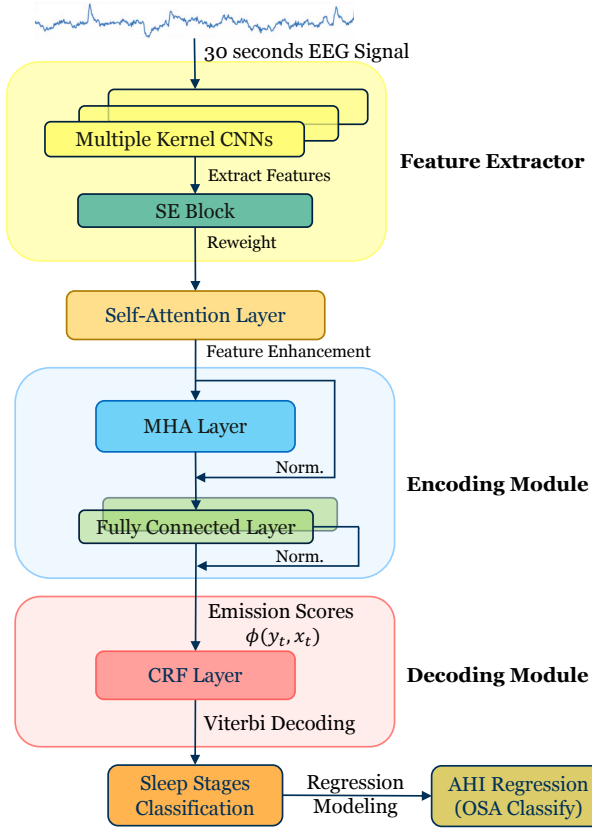 30 seconds EEG Signal
Multiple Kernel CNNs
Extract Features
Feature Extractor
SE Block
Reweight
Self-Attention Layer
Feature Enhancement
MHA Layer
Norm.
Encoding Module
Fully Connected Layer
Norm.
Emission Scores
𝜙(𝑦ₜ, 𝑥ₜ)
CRF Layer
Decoding Module
Viterbi Decoding
Sleep Stages
Classification
Regression
Modeling
AHI Regression
(OSA Classify)